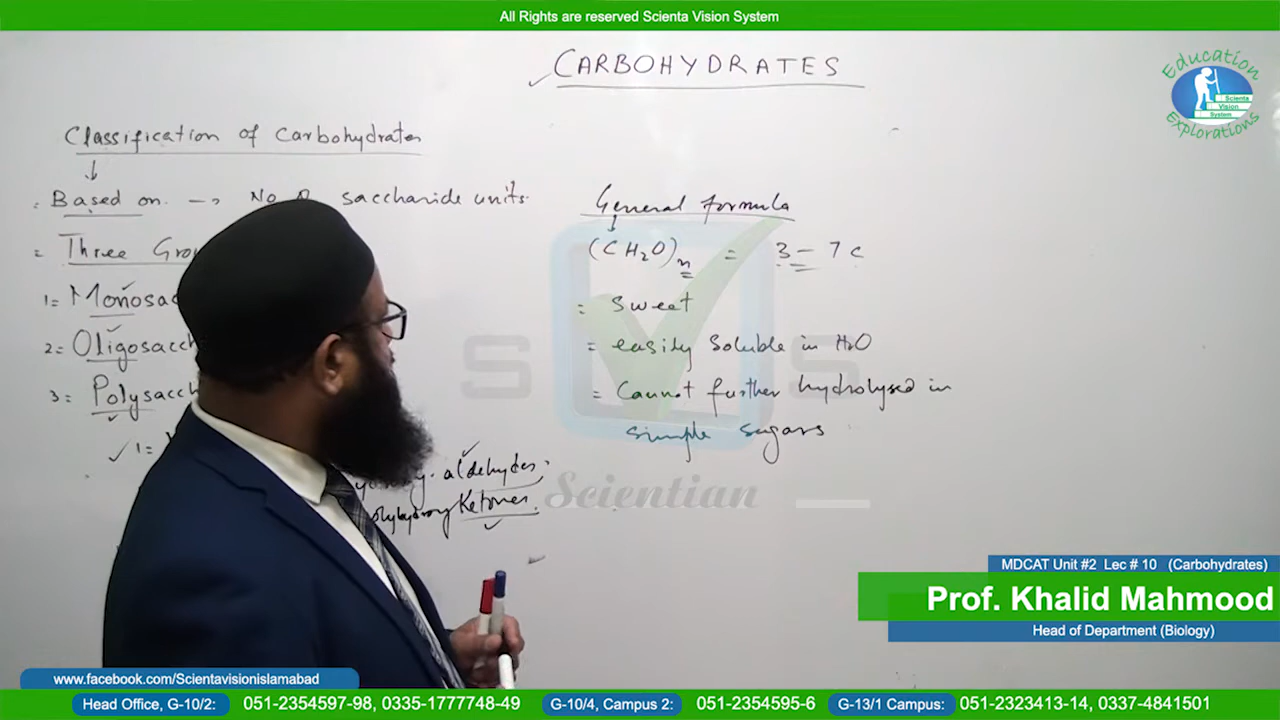 All Rights are reserved Scienta Vision System
CARBOHYDRATES
Education
Scienta
Vision
System
Explorations
Classification of Carbohydrates
Based on → No saccharide units.
= Three Gro
1= Monosac
2= Oligosacch
3= Polysacch
1=
aldehydes.
Ketones.
General formula
(CH₂O)n = 3 – 7 C
= Sweet
= easily soluble in H₂O
= Cannot further hydrolysed in
simple sugars
S S
Scientian
MDCAT Unit #2 Lec # 10 (Carbohydrates)
Prof. Khalid Mahmood
Head of Department (Biology)
www.facebook.com/Scientavisionislamabad
Head Office, G-10/2: 051-2354597-98, 0335-1777748-49 G-10/4, Campus 2: 051-2354595-6 G-13/1 Campus: 051-2323413-14, 0337-4841501